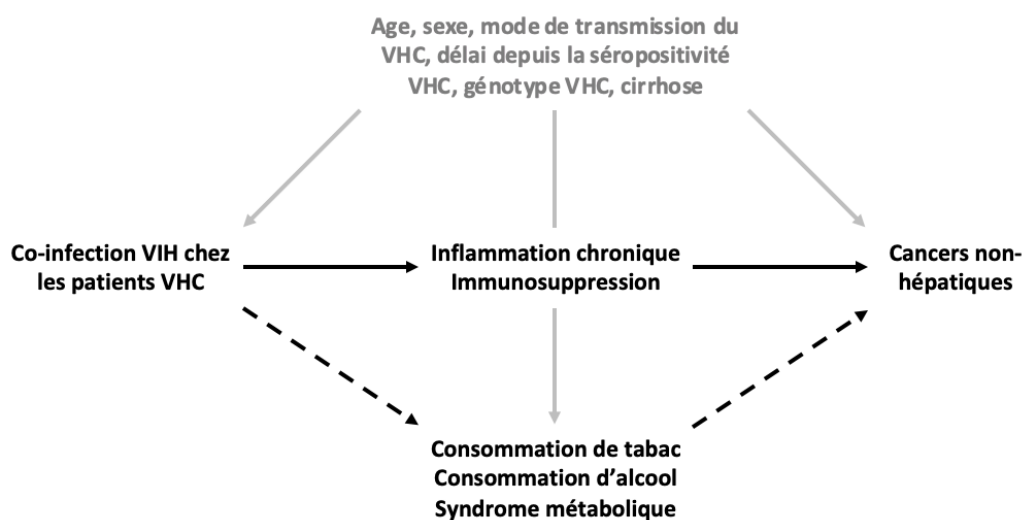 Age, sexe, mode de transmission du
VHC, délai depuis la séropositivité
VHC, génotype VHC, cirrhose
Co-infection VIH chez
les patients VHC
Inflammation chronique
Immunosuppression
Cancers non-
hépatiques
Consommation de tabac
Consommation d'alcool
Syndrome métabolique